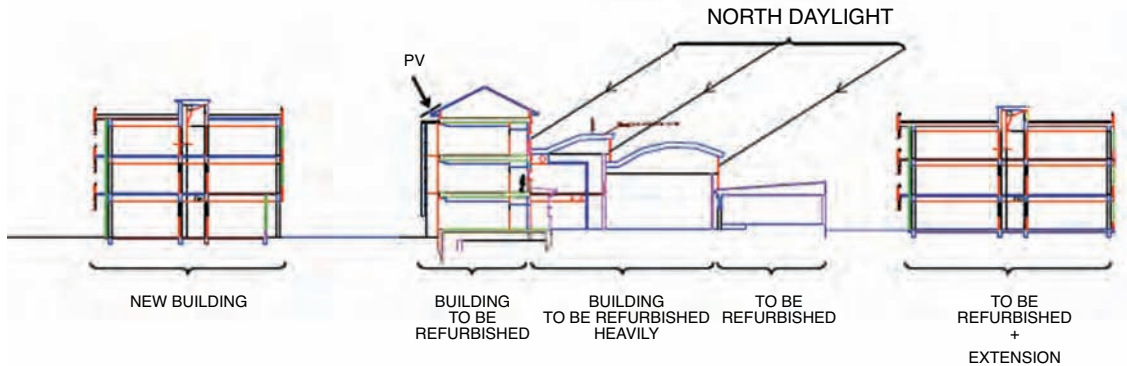 NORTH DAYLIGHT
PV
NEW BUILDING
BUILDING
TO BE
REFURBISHED
BUILDING
TO BE REFURBISHED
HEAVILY
TO BE
REFURBISHED
TO BE
REFURBISHED
+
EXTENSION